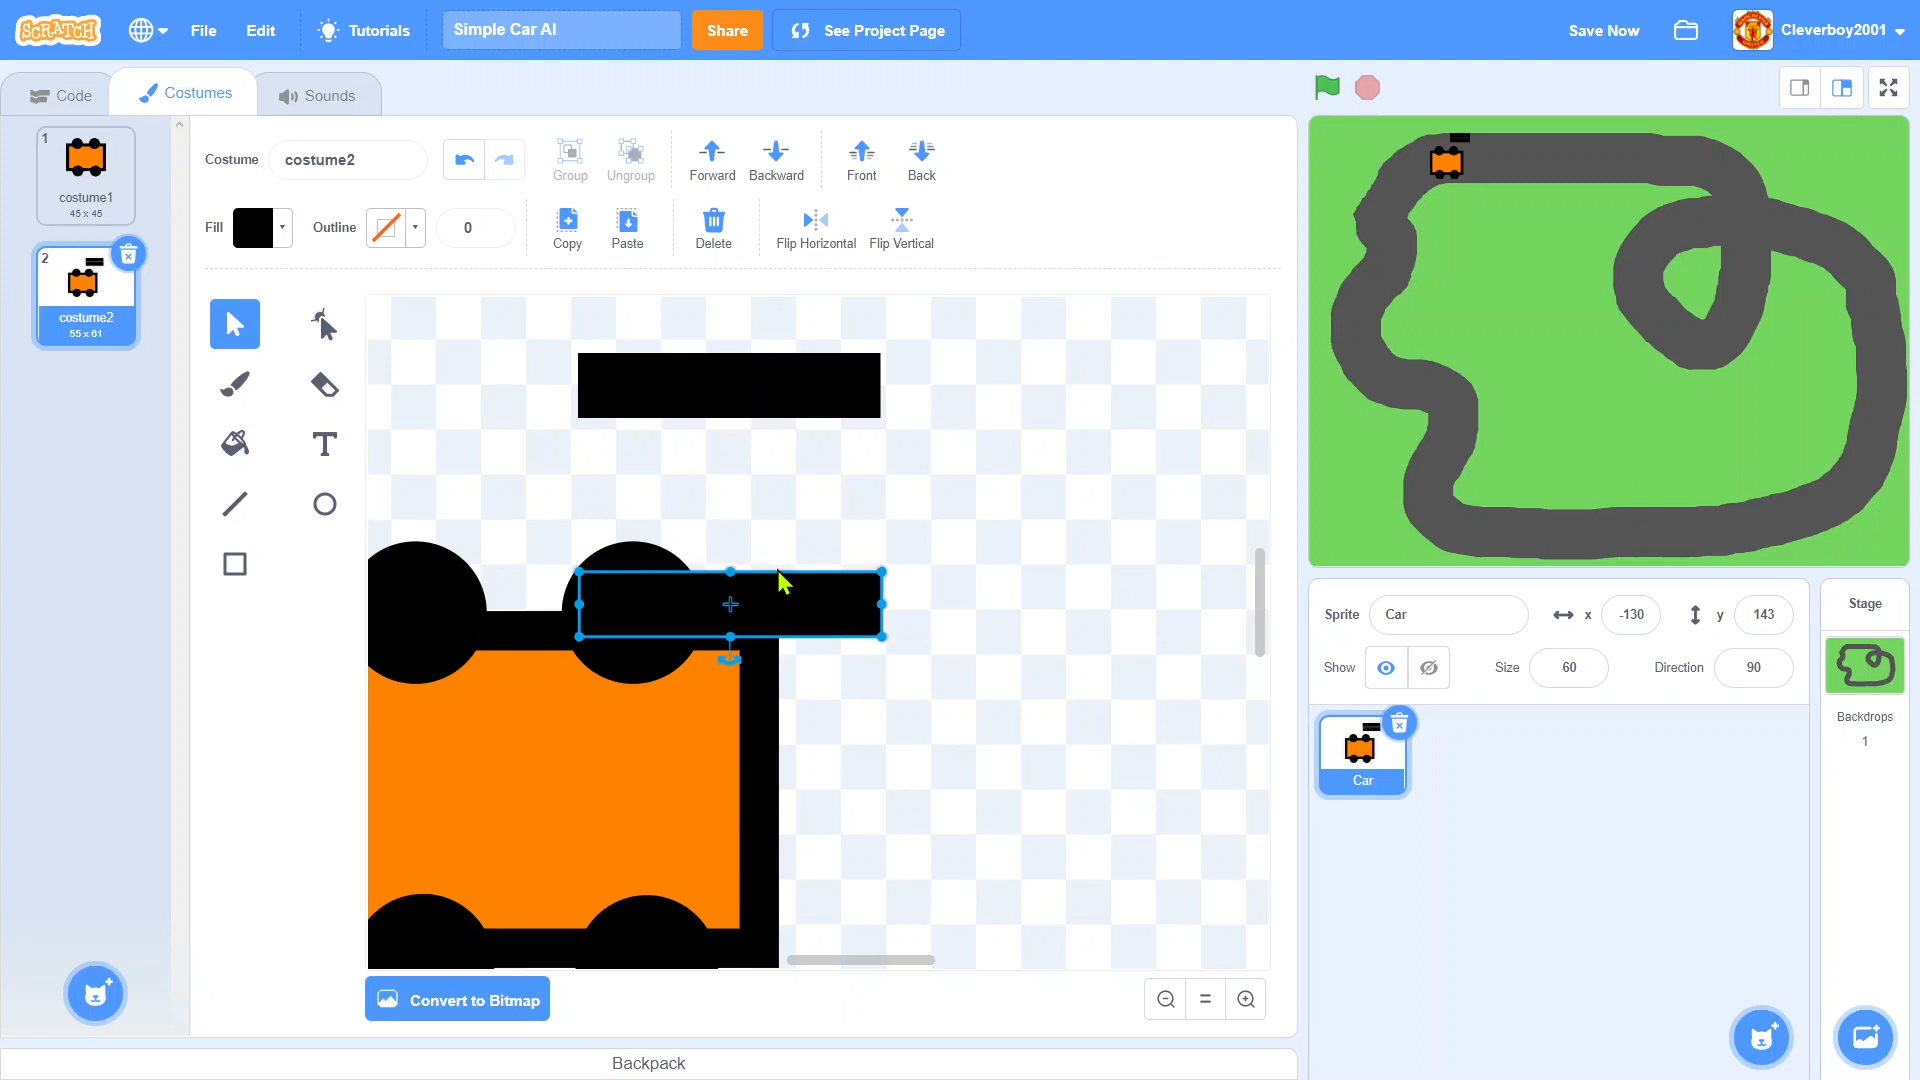 SCRATCH File Edit Tutorials Simple Car AI Share See Project Page Save Now Cleverboy2001
Code Costumes Sounds
1
costume1
45 x 45
2
costume2
55 x 61
Costume costume2 Group Ungroup Forward Backward Front Back
Fill Outline 0 Copy Paste Delete Flip Horizontal Flip Vertical
T
Convert to Bitmap
Backpack
Sprite Car x -130 y 143
Show Size 60 Direction 90
Car
Stage
Backdrops
1